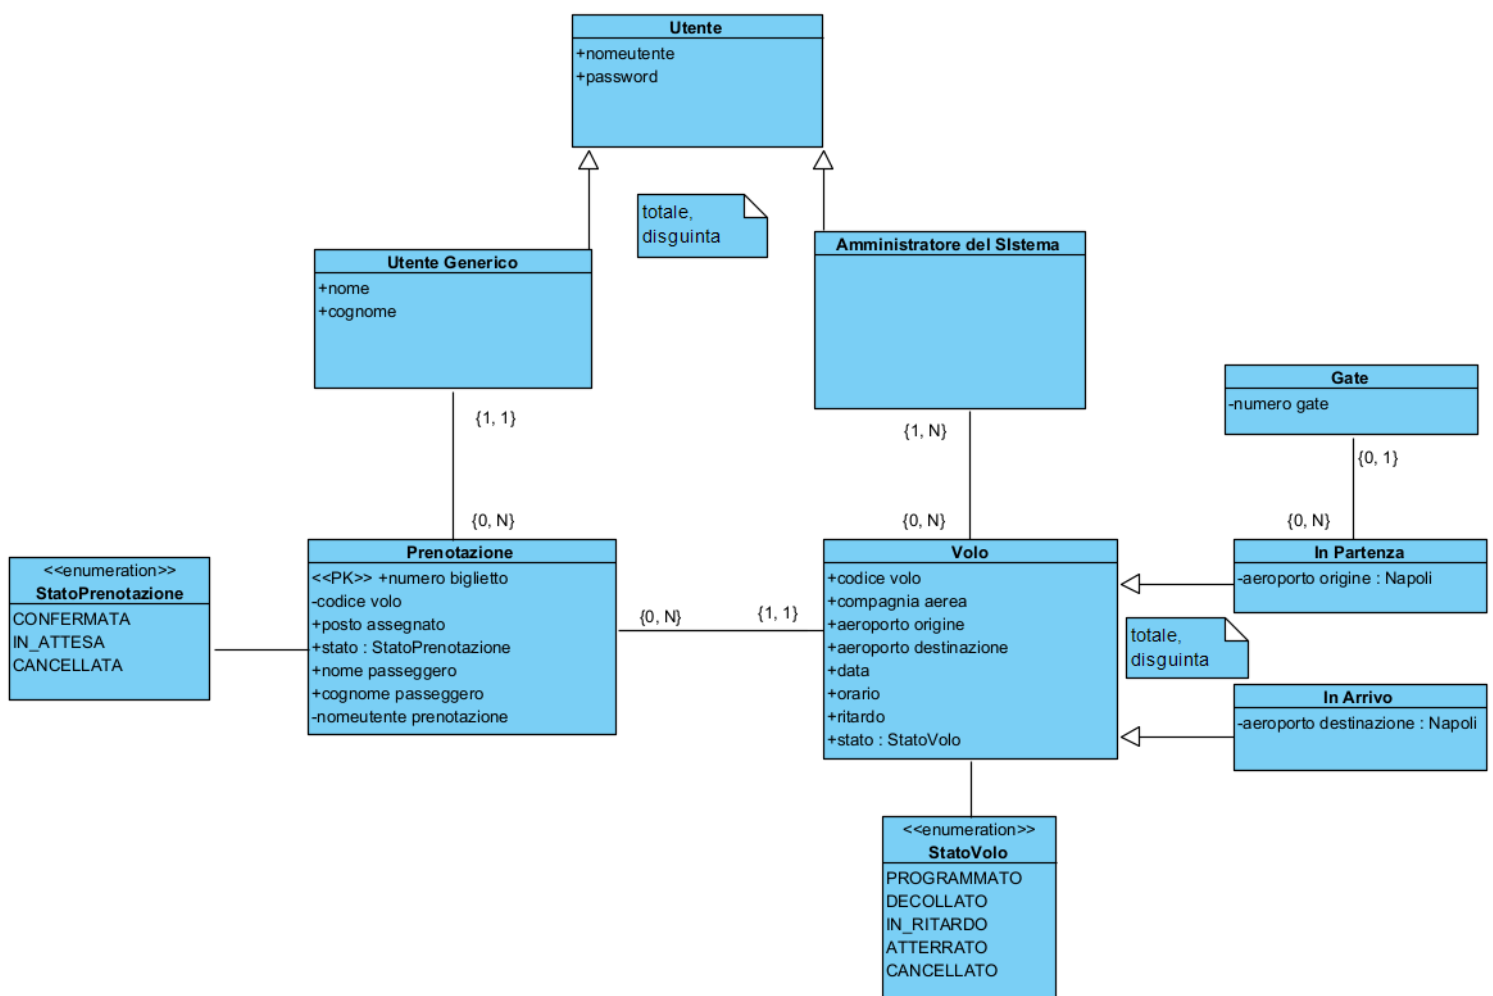 Utente
+nomeutente
+password
totale,
disguinta
Utente Generico
+nome
+cognome
Amministratore del SIstema
Gate
-numero gate
{1, 1}
{1, N}
{0, 1}
{0, N}
{0, N}
{0, N}
<<enumeration>>
StatoPrenotazione
CONFERMATA
IN_ATTESA
CANCELLATA
Prenotazione
<<PK>> +numero biglietto
-codice volo
+posto assegnato
+stato : StatoPrenotazione
+nome passeggero
+cognome passeggero
-nomeutente prenotazione
{0, N}
{1, 1}
Volo
+codice volo
+compagnia aerea
+aeroporto origine
+aeroporto destinazione
+data
+orario
+ritardo
+stato : StatoVolo
In Partenza
-aeroporto origine : Napoli
totale,
disguinta
In Arrivo
-aeroporto destinazione : Napoli
<<enumeration>>
StatoVolo
PROGRAMMATO
DECOLLATO
IN_RITARDO
ATTERRATO
CANCELLATO